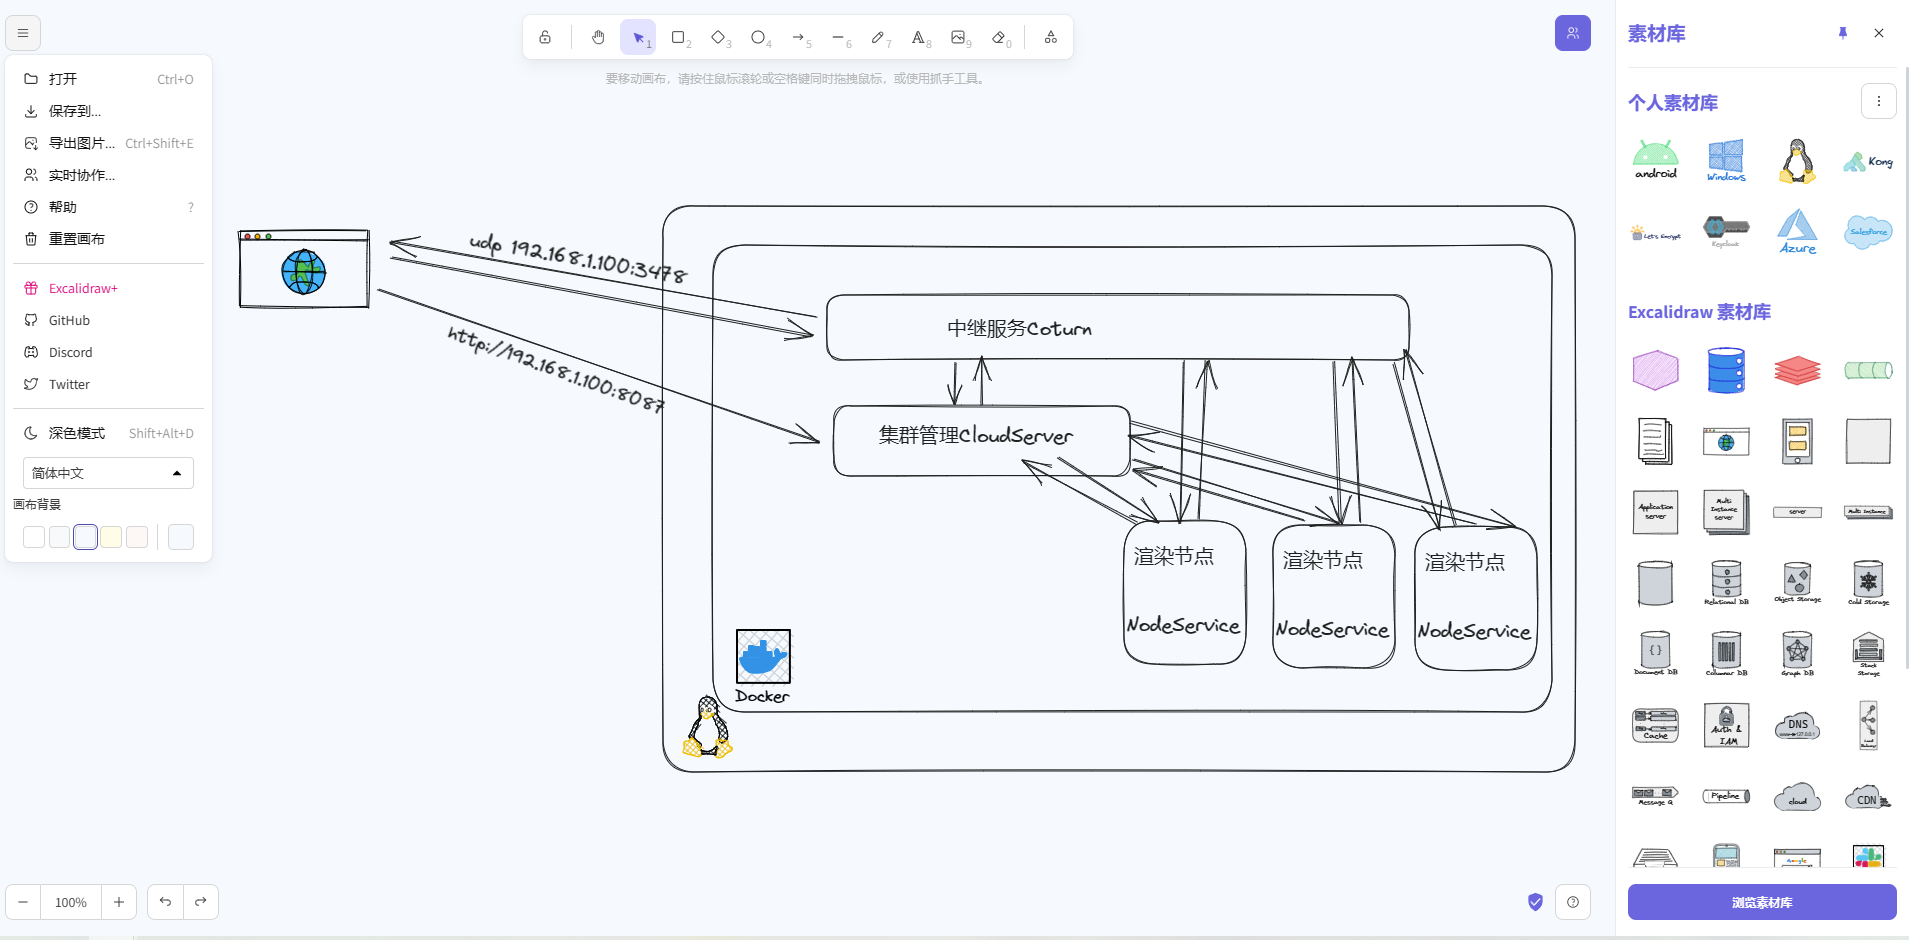 打开 Ctrl+O
保存到...
导出图片... Ctrl+Shift+E
实时协作...
帮助 ?
重置画布
Excalidraw+
GitHub
Discord
Twitter
深色模式 Shift+Alt+D
简体中文
画布背景
100%
1 2 3 4 5 6 7 8 9 0
要移动画布，请按住鼠标滚轮或空格键同时拖拽鼠标，或使用抓手工具。
udp 192.168.1.100:3478
http://192.168.1.100:8087
中继服务Coturn
集群管理CloudServer
渲染节点 渲染节点 渲染节点
NodeService NodeService NodeService
Docker
素材库
个人素材库
android Windows Kong
Let's Encrypt Keycloak Azure Salesforce
Excalidraw 素材库
Application server
Multi Instance server
server
Multi Instance
Relational DB Object Storage Cold Storage
{ }
Document DB Columnar DB Graph DB Stack Storage
Cache
Auth & IAM
DNS
Message Q Pipeline cloud CDN
Google
浏览素材库